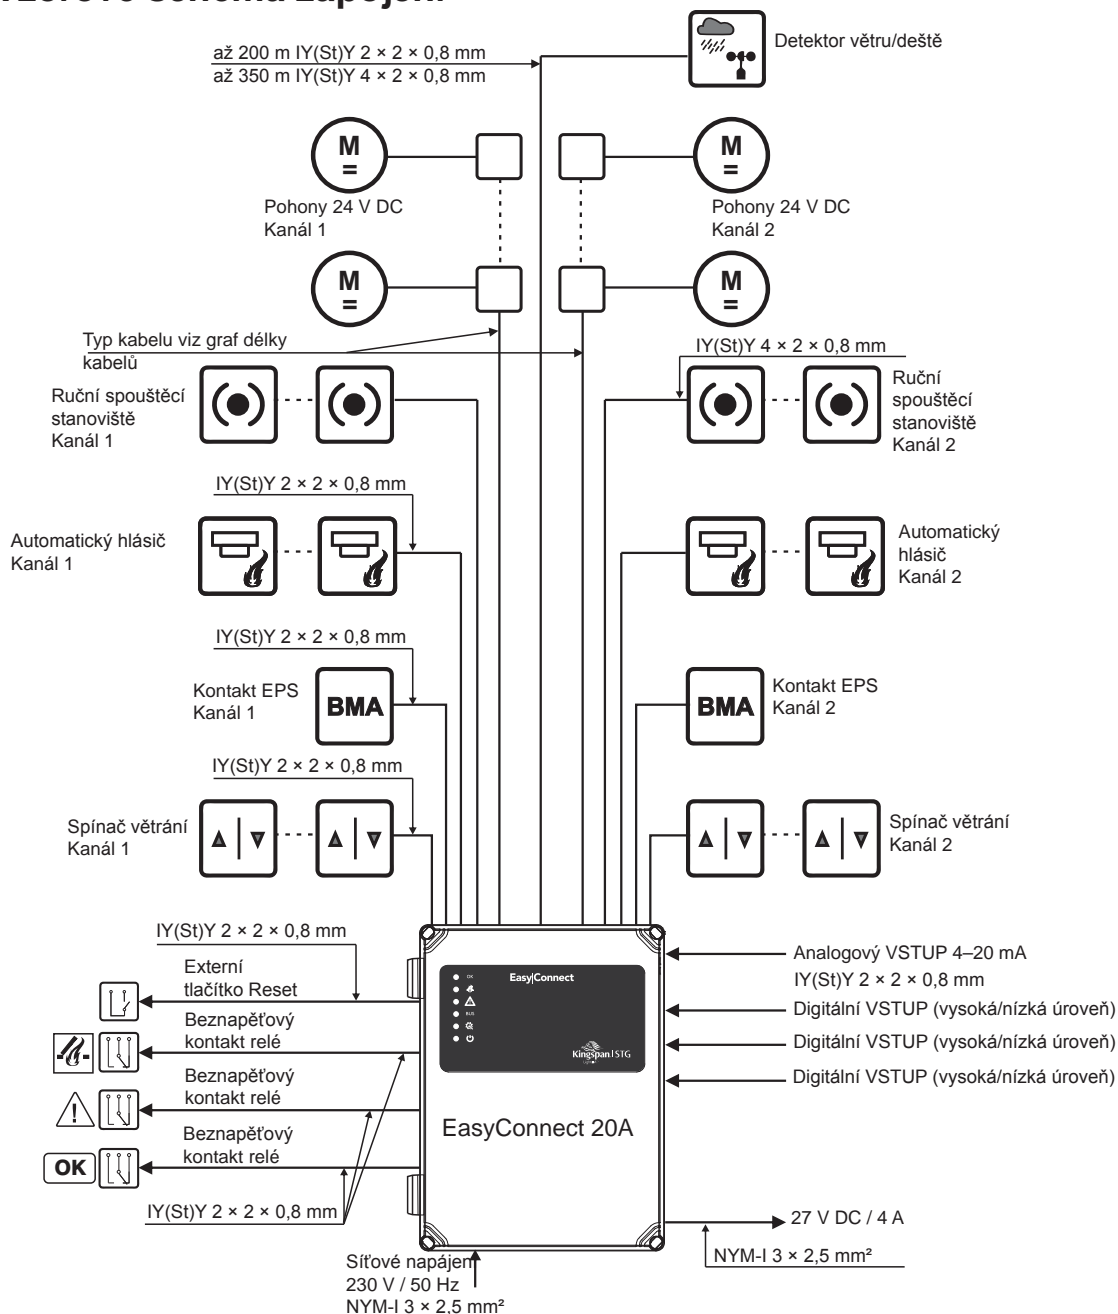 schéma zapojení
až 200 m IY(St)Y 2 × 2 × 0,8 mm
až 350 m IY(St)Y 4 × 2 × 0,8 mm
Detektor větru/deště
M
=
M
=
Pohony 24 V DC
Kanál 1
Pohony 24 V DC
Kanál 2
M
=
M
=
Typ kabelu viz graf délky
kabelů
IY(St)Y 4 × 2 × 0,8 mm
Ruční spouštěcí
stanoviště
Kanál 1
Ruční
spouštěcí
stanoviště
Kanál 2
IY(St)Y 2 × 2 × 0,8 mm
Automatický hlásič
Kanál 1
Automatický
hlásič
Kanál 2
IY(St)Y 2 × 2 × 0,8 mm
Kontakt EPS
Kanál 1
BMA
BMA
Kontakt EPS
Kanál 2
IY(St)Y 2 × 2 × 0,8 mm
Spínač větrání
Kanál 1
Spínač větrání
Kanál 2
IY(St)Y 2 × 2 × 0,8 mm
Externí
tlačítko Reset
Beznapěťový
kontakt relé
Beznapěťový
kontakt relé
Beznapěťový
kontakt relé
OK
IY(St)Y 2 × 2 × 0,8 mm
OK
BUS
Easy|Connect
Kingspan | STG
EasyConnect 20A
Analogový VSTUP 4–20 mA
IY(St)Y 2 × 2 × 0,8 mm
Digitální VSTUP (vysoká/nízká úroveň)
Digitální VSTUP (vysoká/nízká úroveň)
Digitální VSTUP (vysoká/nízká úroveň)
27 V DC / 4 A
NYM-I 3 × 2,5 mm²
Síťové napájen
230 V / 50 Hz
NYM-I 3 × 2,5 mm²